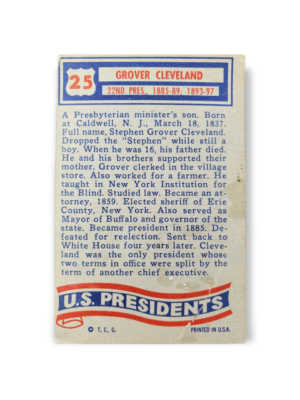 25
GROVER CLEVELAND
22ND PRES., 1885-89; 1893-97
A Presbyterian minister's son. Born
at Caldwell, N. J., March 18, 1837.
Full name, Stephen Grover Cleveland.
Dropped the "Stephen" while still a
boy. When he was 16, his father died.
He and his brothers supported their
mother. Grover clerked in the village
store. Also worked for a farmer. He
taught in New York Institution for
the Blind. Studied law. Became an at-
torney, 1859. Elected sheriff of Erie
County, New York. Also served as
Mayor of Buffalo and governor of the
state. Became president in 1885. De-
feated for reelection. Sent back to
White House four years later. Cleve-
land was the only president whose
two terms in office were split by the
term of another chief executive.
U.S. PRESIDENTS
© T. C. G.
PRINTED IN U.S.A.